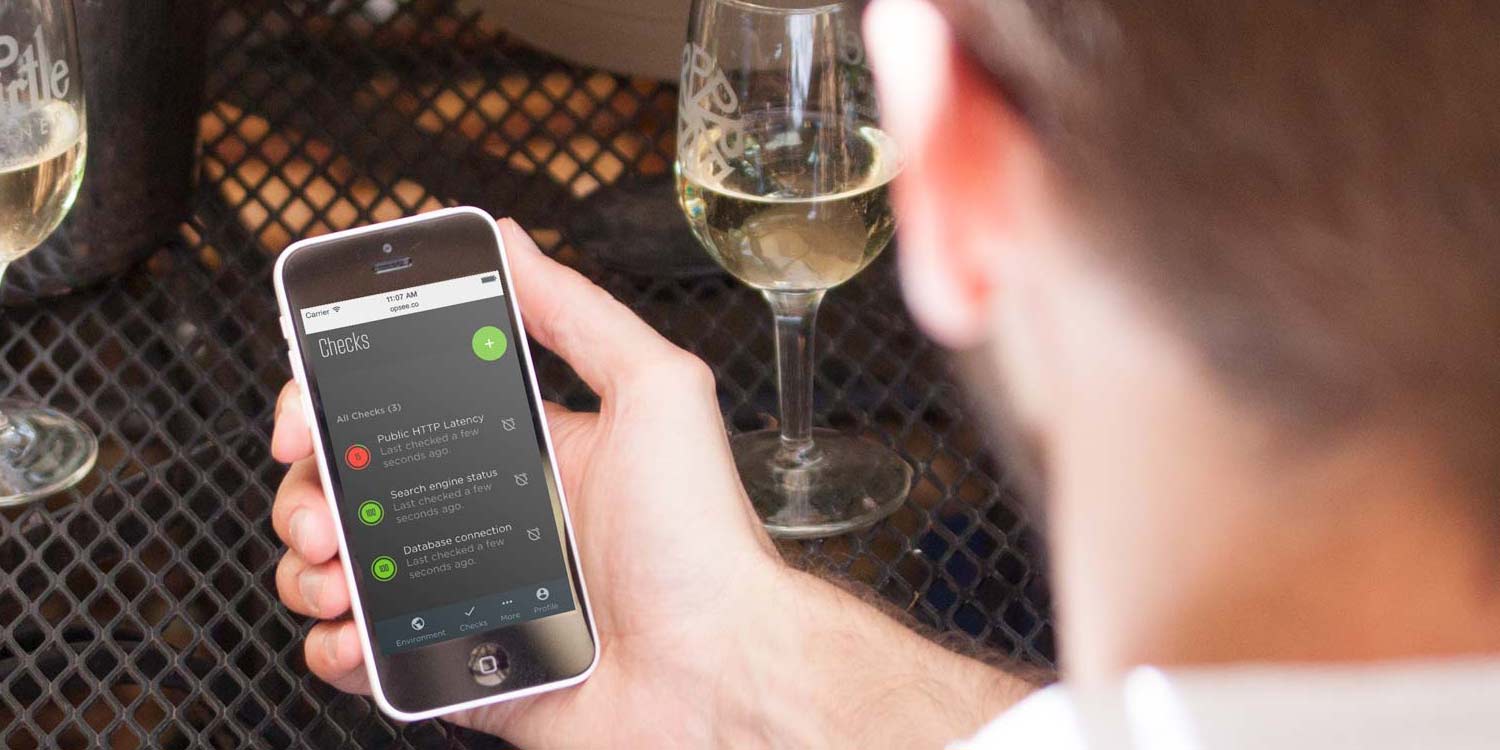 Carrier
11:07 AM
opsee.co
Checks
+
All Checks (3)
Public HTTP Latency
Last checked a few
seconds ago.
Search engine status
100
Last checked a few
seconds ago.
Database connection
100
Last checked a few
seconds ago.
Environment
Checks
More
Profile